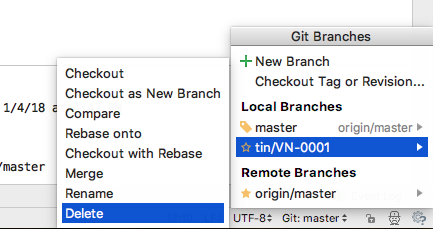 Git Branches
New Branch
Checkout Tag or Revision...
Local Branches
master origin/master
tin/VN-0001
Remote Branches
origin/master
Checkout
Checkout as New Branch
Compare
Rebase onto
Checkout with Rebase
Merge
Rename
Delete
1/4/18 a
/master
UTF-8 Git: master